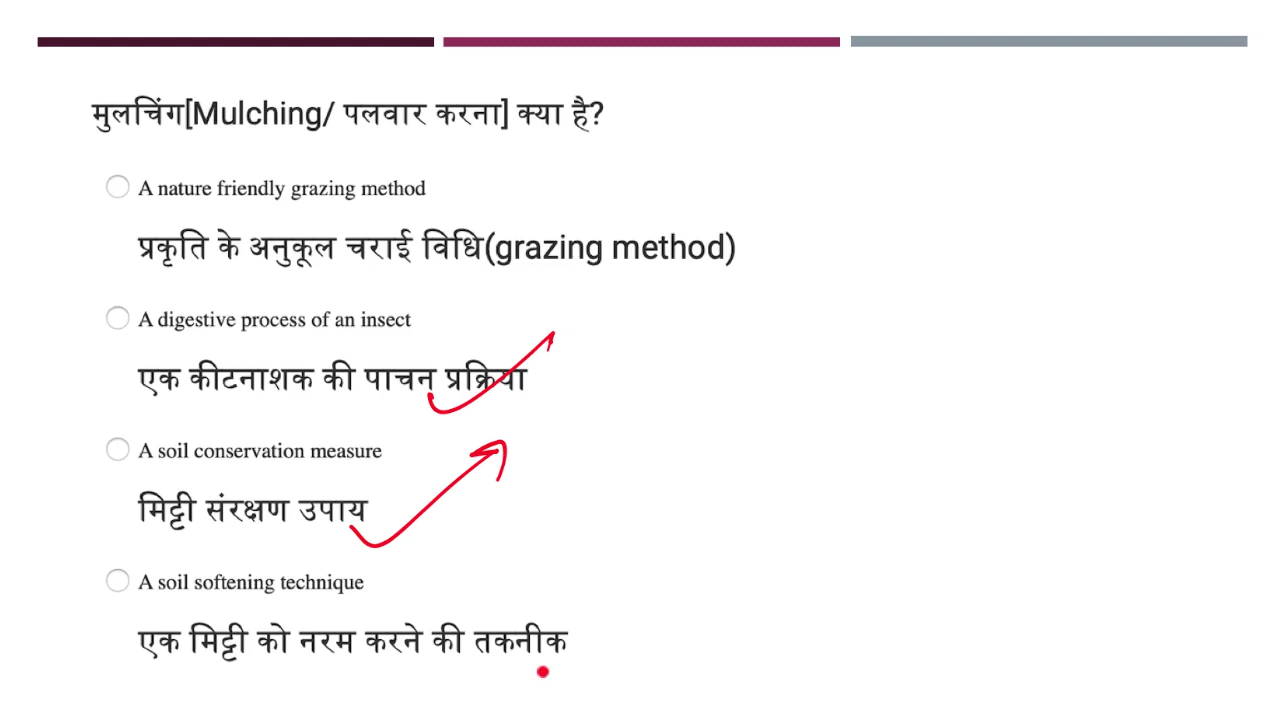 मुलचिंग[Mulching/ पलवार करना] क्या है?
A nature friendly grazing method
प्रकृति के अनुकूल चराई विधि(grazing method)
A digestive process of an insect
एक कीटनाशक की पाचन प्रक्रिया
A soil conservation measure
मिट्टी संरक्षण उपाय
A soil softening technique
एक मिट्टी को नरम करने की तकनीक